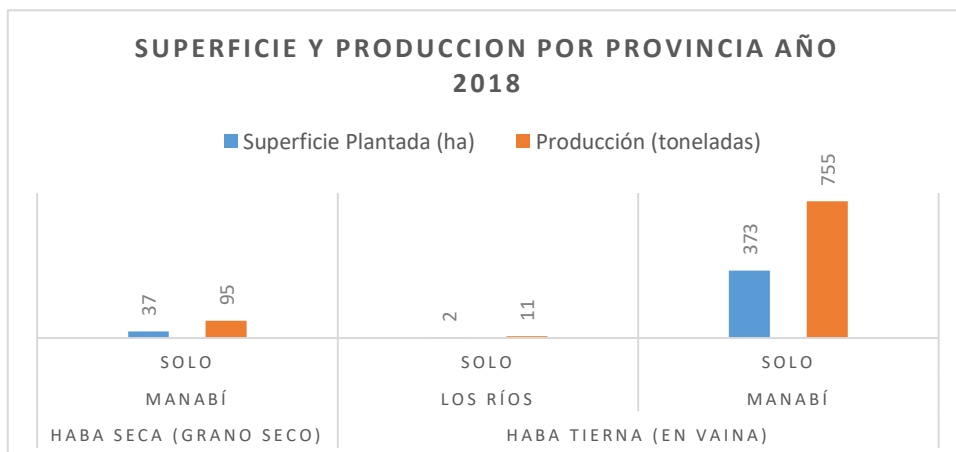 SUPERFICIE Y PRODUCCION POR PROVINCIA AÑO
2018
Superficie Plantada (ha) Producción (toneladas)
37 95 2 11 373 755
SOLO SOLO SOLO
MANABÍ LOS RÍOS MANABÍ
HABA SECA (GRANO SECO) HABA TIERNA (EN VAINA)